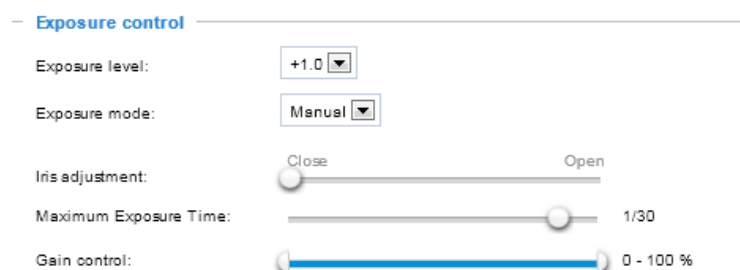 Exposure control
Exposure level: +1.0
Exposure mode: Manual
Close Open
Iris adjustment:
Maximum Exposure Time: 1/30
Gain control: 0 - 100 %